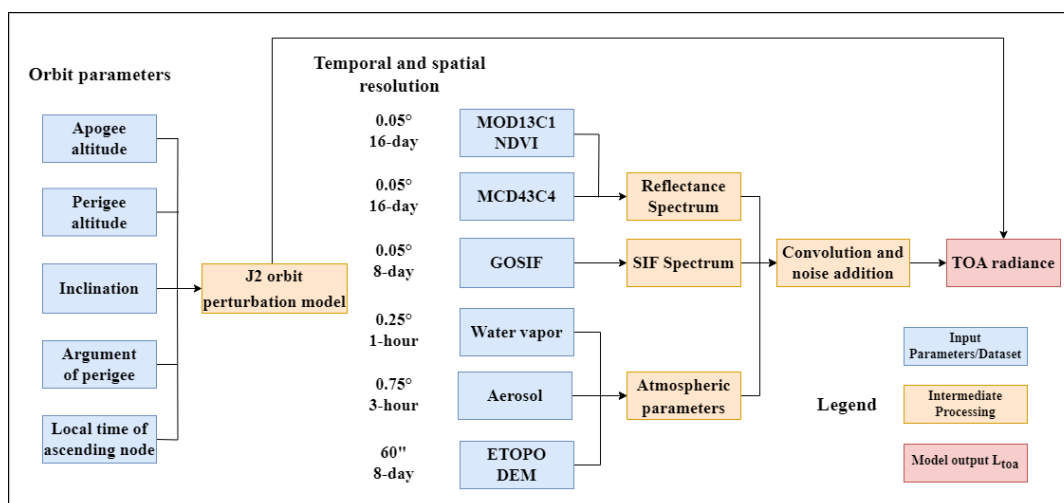 Orbit parameters
Apogee
altitude
Perigee
altitude
Inclination
Argument
of perigee
Local time of
ascending node
J2 orbit
perturbation model
Temporal and spatial
resolution
0.05°
16-day
MOD13C1
NDVI
0.05°
16-day
MCD43C4
0.05°
8-day
GOSIF
0.25°
1-hour
Water vapor
0.75°
3-hour
Aerosol
60"
8-day
ETOPO
DEM
Reflectance
Spectrum
SIF Spectrum
Atmospheric
parameters
Convolution and
noise addition
TOA radiance
Legend
Input
Parameters/Dataset
Intermediate
Processing
Model output Ltoa